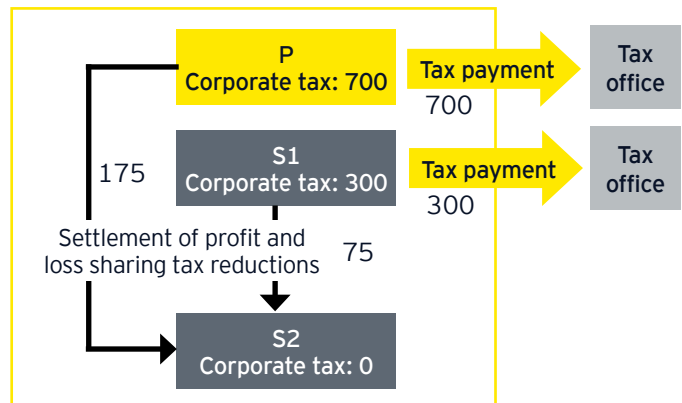 P
Corporate tax: 700
Tax payment
700
Tax
office
S1
Corporate tax: 300
Tax payment
300
Tax
office
175
Settlement of profit and
loss sharing tax reductions
75
S2
Corporate tax: 0